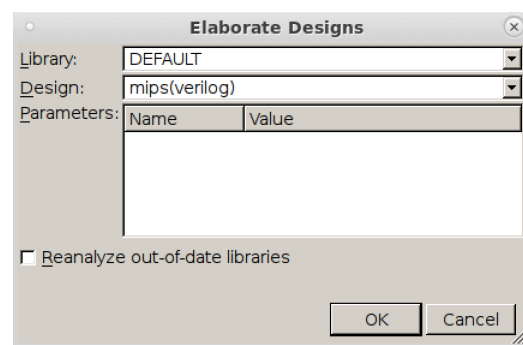 Elaborate Designs
Library: DEFAULT
Design: mips(verilog)
Parameters: Name Value
Reanalyze out-of-date libraries
OK Cancel